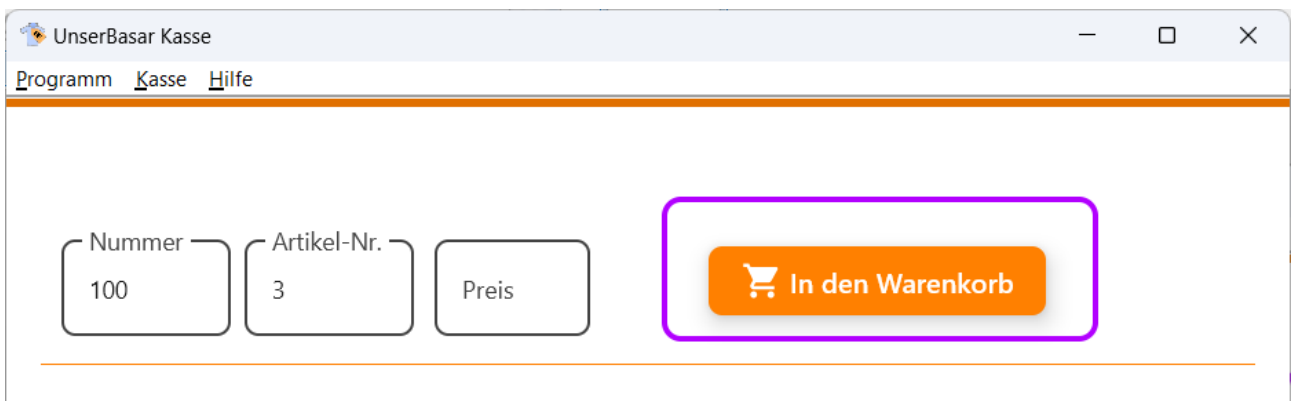 UnserBasar Kasse
Programm Kasse Hilfe
Nummer Artikel-Nr.
100 3 Preis In den Warenkorb